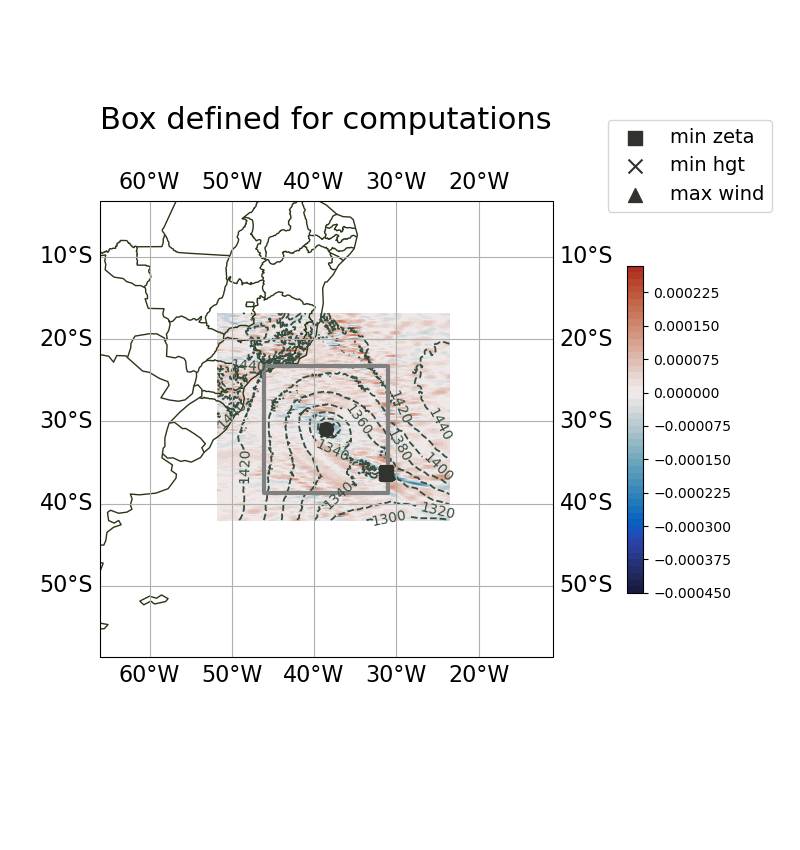 Box defined for computations
min zeta
min hgt
max wind
60°W 50°W 40°W 30°W 20°W
10°S 10°S
20°S 20°S
30°S 30°S
40°S 40°S
50°S 50°S
60°W 50°W 40°W 30°W 20°W
1420
1360
1380
1440
1400
1340
1420
1340
1320
1300
0.000225
0.000150
0.000075
0.000000
−0.000075
−0.000150
−0.000225
−0.000300
−0.000375
−0.000450